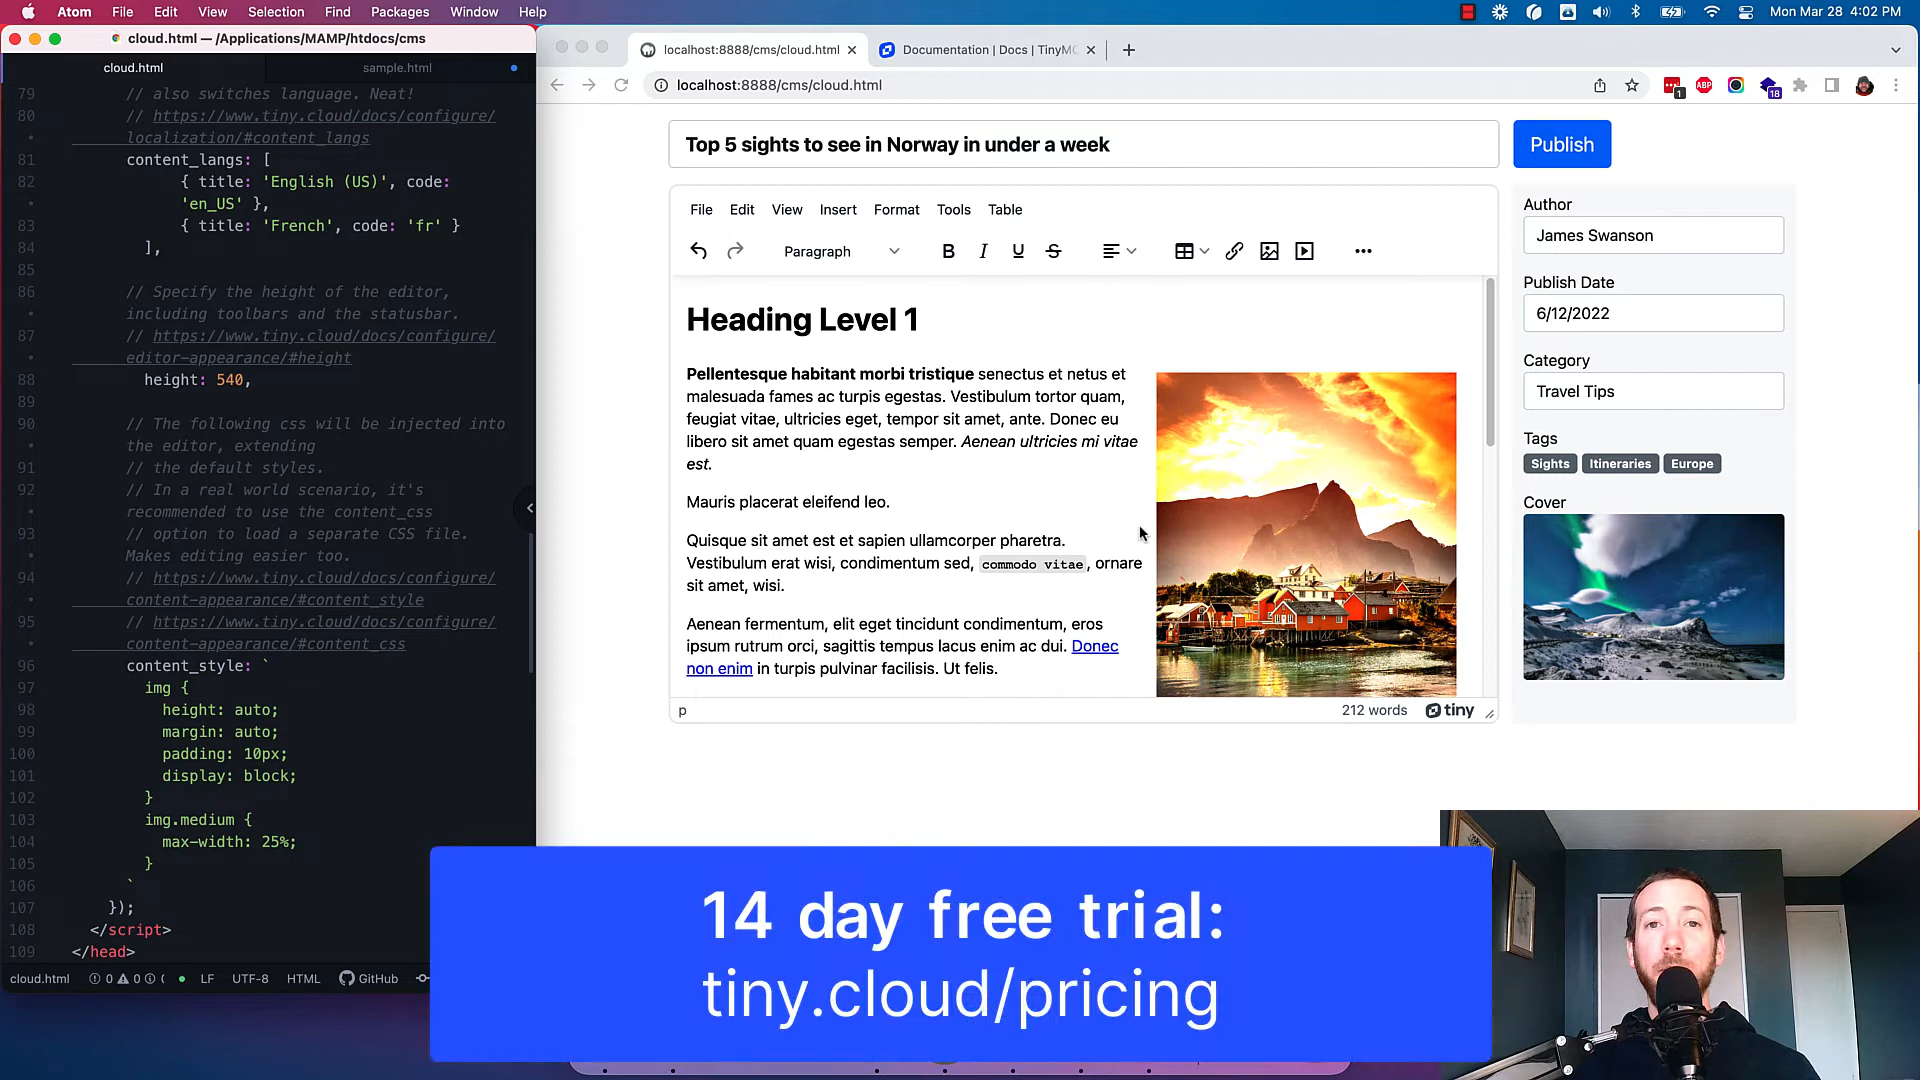 Atom File Edit View Selection Find Packages Window Help Mon Mar 28 4:02 PM
cloud.html — /Applications/MAMP/htdocs/cms
cloud.html sample.html
79 // also switches language. Neat!
80 // https://www.tiny.cloud/docs/configure/
localization/#content_langs
81 content_langs: [
82 { title: 'English (US)', code:
'en_US' },
83 { title: 'French', code: 'fr' }
84 ],
85
86 // Specify the height of the editor,
including toolbars and the statusbar.
87 // https://www.tiny.cloud/docs/configure/
editor-appearance/#height
88 height: 540,
89
90 // The following css will be injected into
the editor, extending
91 // the default styles.
92 // In a real world scenario, it's
recommended to use the content_css
93 // option to load a separate CSS file.
Makes editing easier too.
94 // https://www.tiny.cloud/docs/configure/
content-appearance/#content_style
95 // https://www.tiny.cloud/docs/configure/
content-appearance/#content_css
96 content_style: `
97 img {
98 height: auto;
99 margin: auto;
100 padding: 10px;
101 display: block;
102 }
103 img.medium {
104 max-width: 25%;
105 }
106 `
107 });
108 </script>
109 </head>
cloud.html 0 0 0 LF UTF-8 HTML GitHub
localhost:8888/cms/cloud.html Documentation | Docs | TinyMC
localhost:8888/cms/cloud.html
1 ABP 18
Top 5 sights to see in Norway in under a week
Publish
File Edit View Insert Format Tools Table
Paragraph B I U S
Heading Level 1
Pellentesque habitant morbi tristique senectus et netus et
malesuada fames ac turpis egestas. Vestibulum tortor quam,
feugiat vitae, ultricies eget, tempor sit amet, ante. Donec eu
libero sit amet quam egestas semper. Aenean ultricies mi vitae
est.
Mauris placerat eleifend leo.
Quisque sit amet est et sapien ullamcorper pharetra.
Vestibulum erat wisi, condimentum sed, commodo vitae, ornare
sit amet, wisi.
Aenean fermentum, elit eget tincidunt condimentum, eros
ipsum rutrum orci, sagittis tempus lacus enim ac dui. Donec
non enim in turpis pulvinar facilisis. Ut felis.
p 212 words tiny
Author
James Swanson
Publish Date
6/12/2022
Category
Travel Tips
Tags
Sights Itineraries Europe
Cover
14 day free trial:
tiny.cloud/pricing